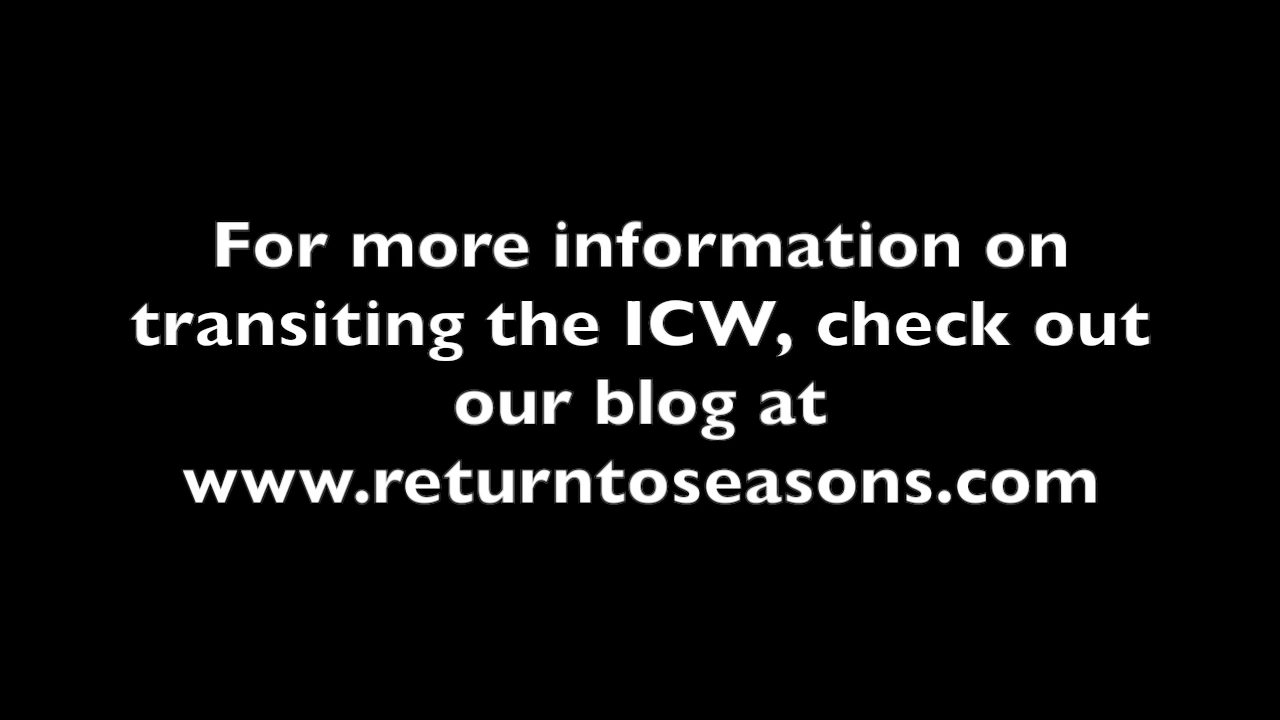 For more information on
transiting the ICW, check out
our blog at
www.returntoseasons.com